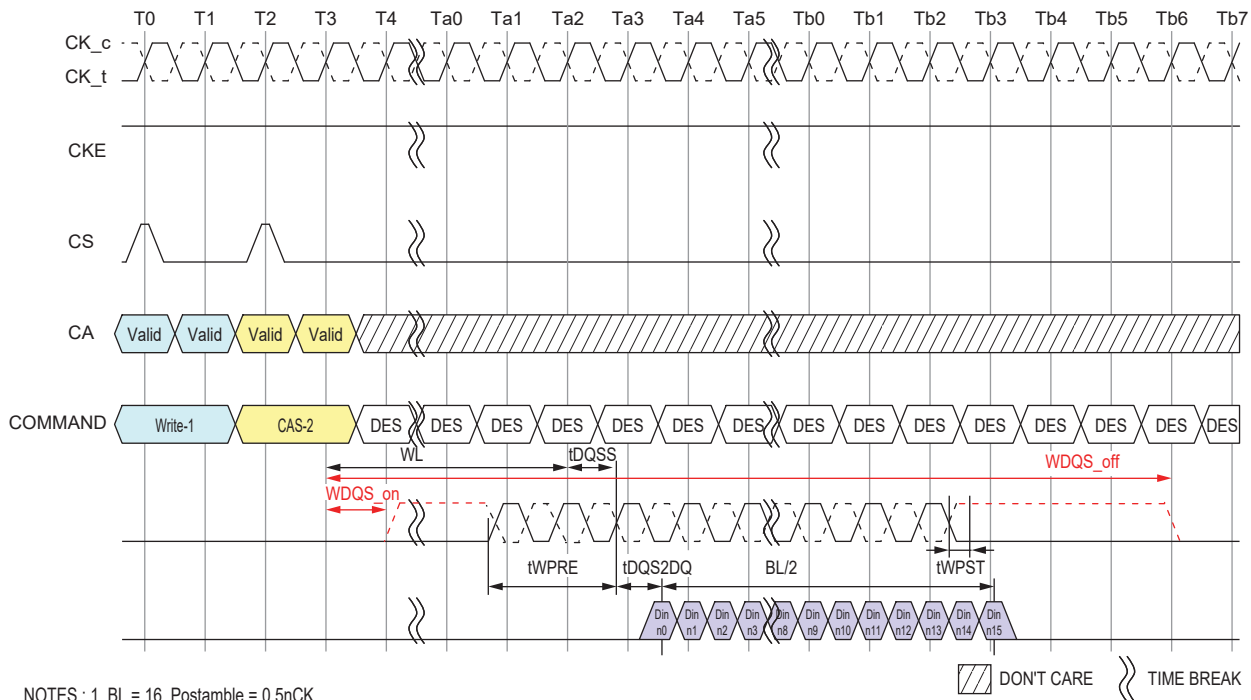 T0 T1 T2 T3 T4 Ta0 Ta1 Ta2 Ta3 Ta4 Ta5 Tb0 Tb1 Tb2 Tb3 Tb4 Tb5 Tb6 Tb7
CK_c
CK_t
CKE
CS
CA Valid Valid Valid Valid
COMMAND Write-1 CAS-2 DES DES DES DES DES DES DES DES DES DES DES DES DES DES DES
WL tDQSS WDQS_off
WDQS_on
tWPRE tDQS2DQ BL/2 tWPST
Din Din Din Din Din Din Din Din Din Din Din Din
n0 n1 n2 n3 n8 n9 n10 n11 n12 n13 n14 n15
DON'T CARE TIME BREAK
NOTES : 1. BL = 16, Postamble = 0.5nCK